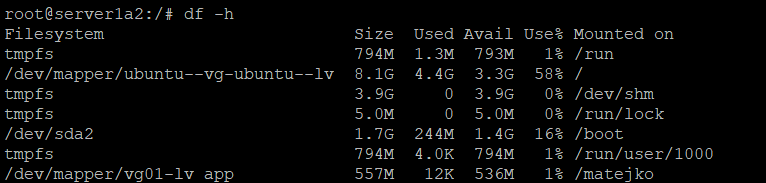 root@server1a2:/# df -h
Filesystem                         Size  Used Avail Use% Mounted on
tmpfs                              794M  1.3M  793M   1% /run
/dev/mapper/ubuntu--vg-ubuntu--lv  8.1G  4.4G  3.3G  58% /
tmpfs                              3.9G     0  3.9G   0% /dev/shm
tmpfs                              5.0M     0  5.0M   0% /run/lock
/dev/sda2                          1.7G  244M  1.4G  16% /boot
tmpfs                              794M  4.0K  794M   1% /run/user/1000
/dev/mapper/vg01-lv_app            557M   12K  536M   1% /matejko